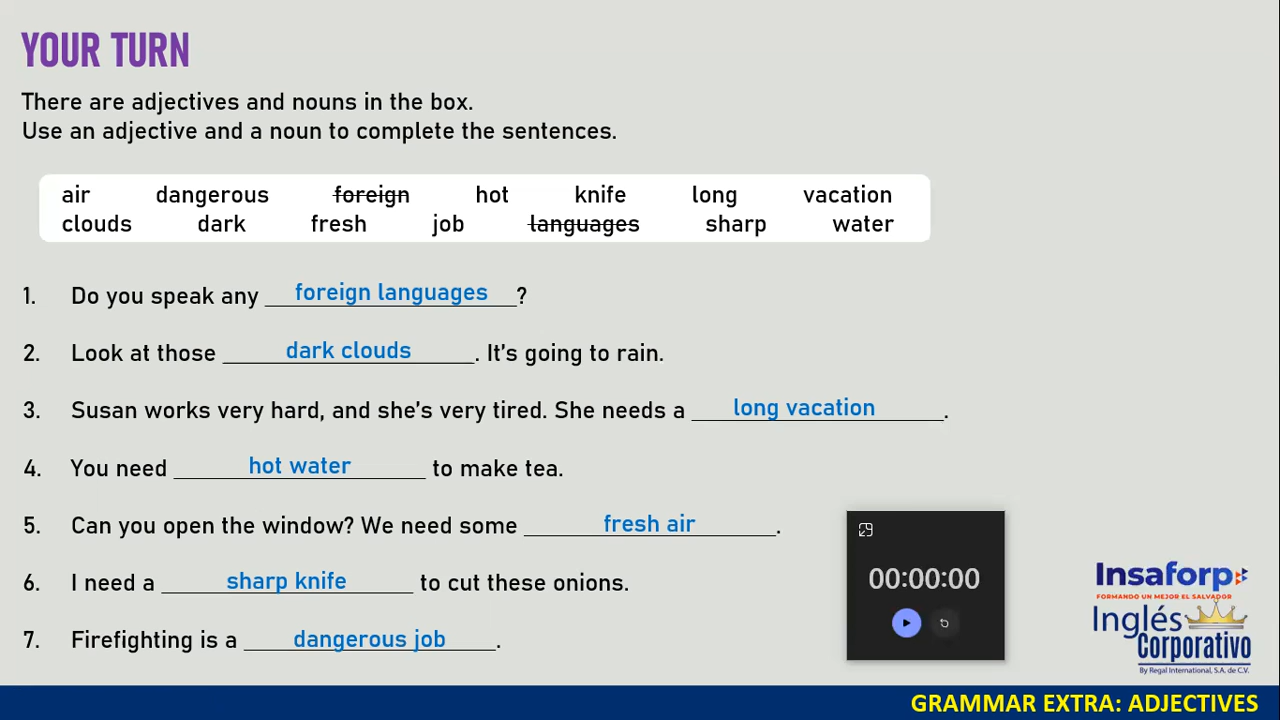 YOUR TURN
There are adjectives and nouns in the box.
Use an adjective and a noun to complete the sentences.
air dangerous foreign hot knife long vacation
clouds dark fresh job languages sharp water
1. Do you speak any foreign languages?
2. Look at those dark clouds. It's going to rain.
3. Susan works very hard, and she's very tired. She needs a long vacation.
4. You need hot water to make tea.
5. Can you open the window? We need some fresh air.
6. I need a sharp knife to cut these onions.
7. Firefighting is a dangerous job.
00:00:00
Insaforp
FORMANDO UN MEJOR EL SALVADOR
Inglés
Corporativo
By Regal International, S.A. de C.V.
GRAMMAR EXTRA: ADJECTIVES